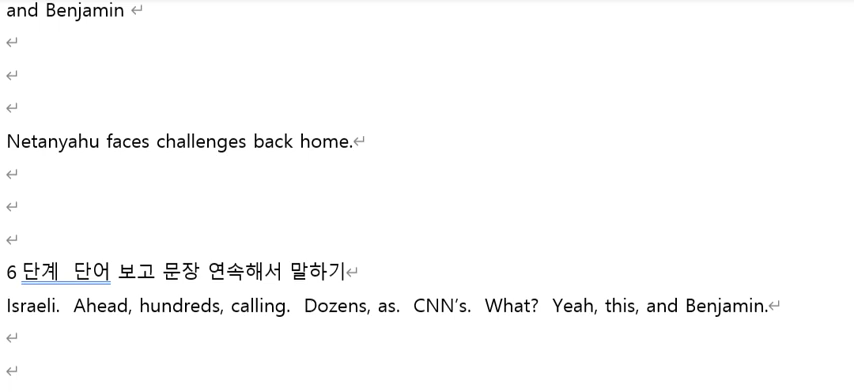 and Benjamin
Netanyahu faces challenges back home.
6 단계  단어 보고 문장 연속해서 말하기
Israeli.  Ahead, hundreds, calling.  Dozens, as.  CNN’s.  What?  Yeah, this, and Benjamin.